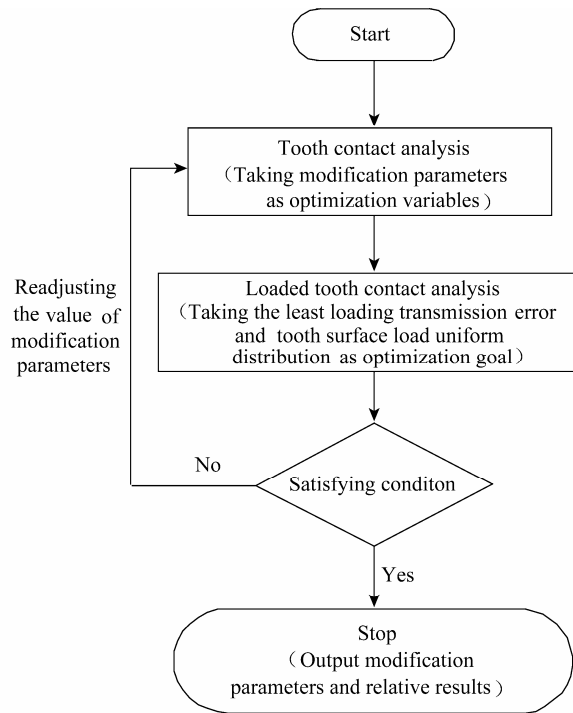 Start
Tooth contact analysis
（Taking modification parameters
as optimization variables）
Readjusting
the value of
modification
parameters
Loaded tooth contact analysis
（Taking the least loading transmission error
and tooth surface load uniform
distribution as optimization goal）
No
Satisfying conditon
Yes
Stop
（Output modification
parameters and relative results）